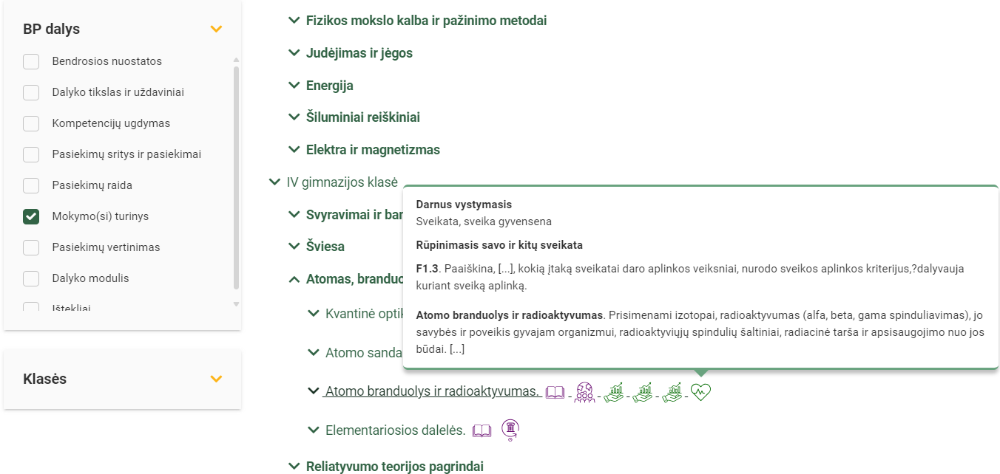 BP dalys
Bendrosios nuostatos
Dalyko tikslas ir uždaviniai
Kompetencijų ugdymas
Pasiekimų sritys ir pasiekimai
Pasiekimų raida
Mokymo(si) turinys
Pasiekimų vertinimas
Dalyko modulis
Ištekliai
Klasės
Fizikos mokslo kalba ir pažinimo metodai
Judėjimas ir jėgos
Energija
Šiluminiai reiškiniai
Elektra ir magnetizmas
IV gimnazijos klasė
Svyravimai ir ban
Šviesa
Atomas, branduo
Kvantinė optik
Atomo sanda
Darnus vystymasis
Sveikata, sveika gyvensena
Rūpinimasis savo ir kitų sveikata
F1.3. Paaiškina, [...], kokią įtaką sveikatai daro aplinkos veiksniai, nurodo sveikos aplinkos kriterijus,?dalyvauja
kuriant sveiką aplinką.
Atomo branduolys ir radioaktyvumas. Prisimenami izotopai, radioaktyvumas (alfa, beta, gama spinduliavimas), jo
savybės ir poveikis gyvajam organizmui, radioaktyviųjų spindulių šaltiniai, radiacinė tarša ir apsisaugojimo nuo jos
būdai. [...]
Atomo branduolys ir radioaktyvumas.
Elementariosios dalelės.
Reliatyvumo teorijos pagrindai